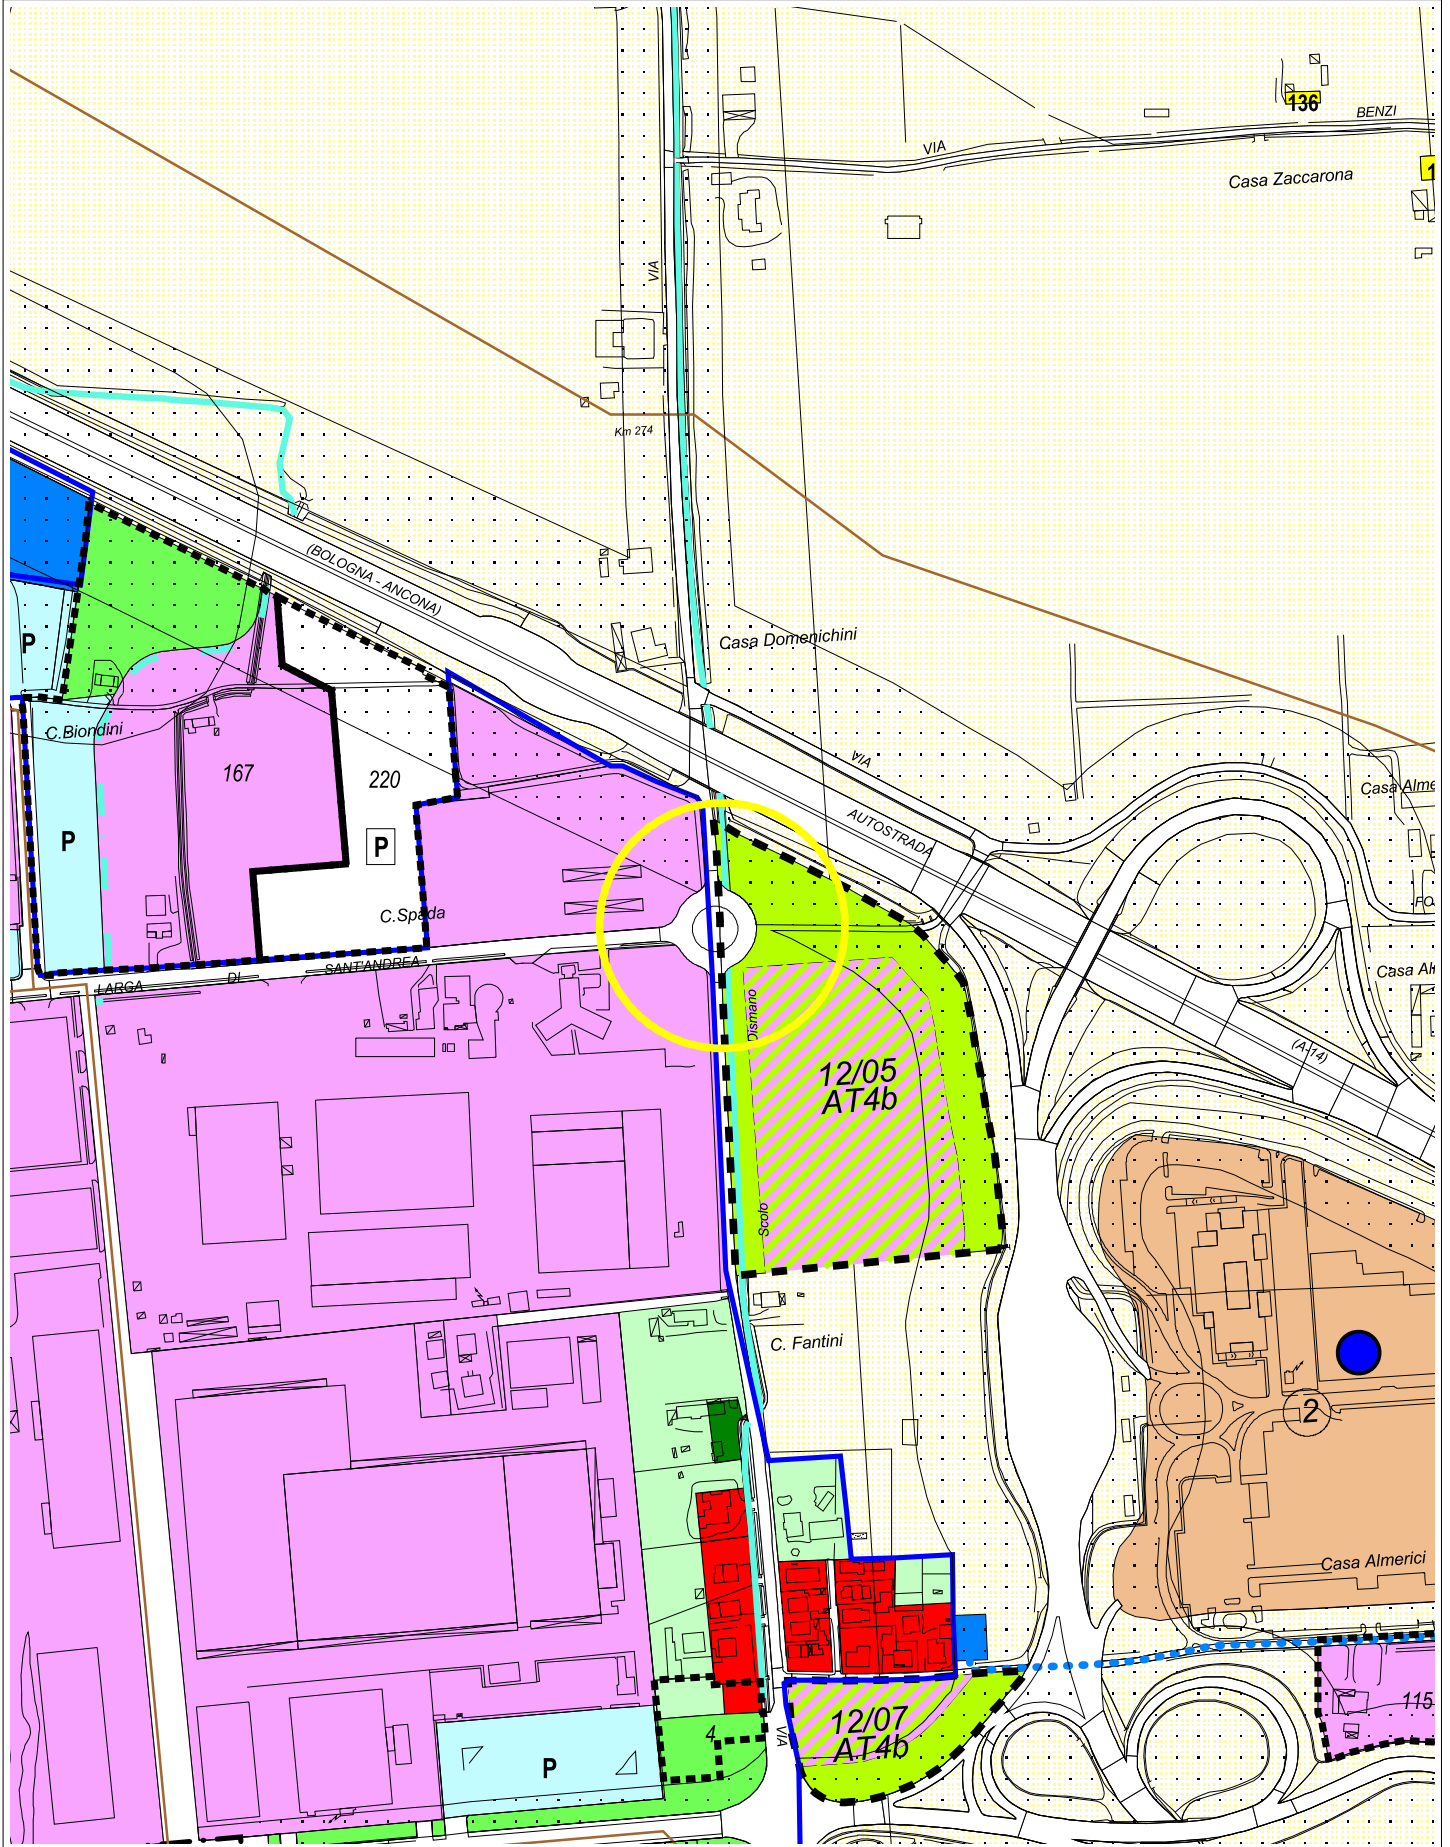 136
BENZI
VIA
Casa Zaccarona
1
VIA
Km 274
(BOLOGNA - ANCONA)
Casa Domenichini
P
C.Biondini
167
220
VIA
Casa Alme
AUTOSTRADA
P
P
C.Spada
FO
SANT'ANDREA
DI
LARGA
Casa Al
Dismano
(A-14)
12/05
AT4b
Scolo
C. Fantini
2
Casa Almerici
115
12/07
AT4b
4
VIA
P